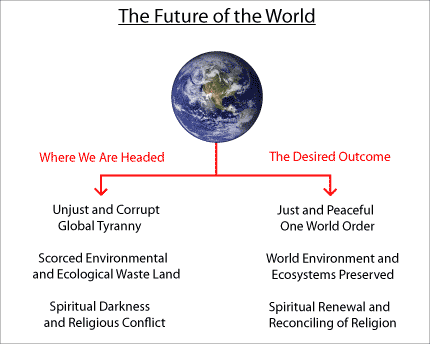 The Future of the World
Where We Are Headed
The Desired Outcome
Unjust and Corrupt
Global Tyranny
Scorced Environmental
and Ecological Waste Land
Spiritual Darkness
and Religious Conflict
Just and Peaceful
One World Order
World Environment and
Ecosystems Preserved
Spiritual Renewal and
Reconciling of Religion